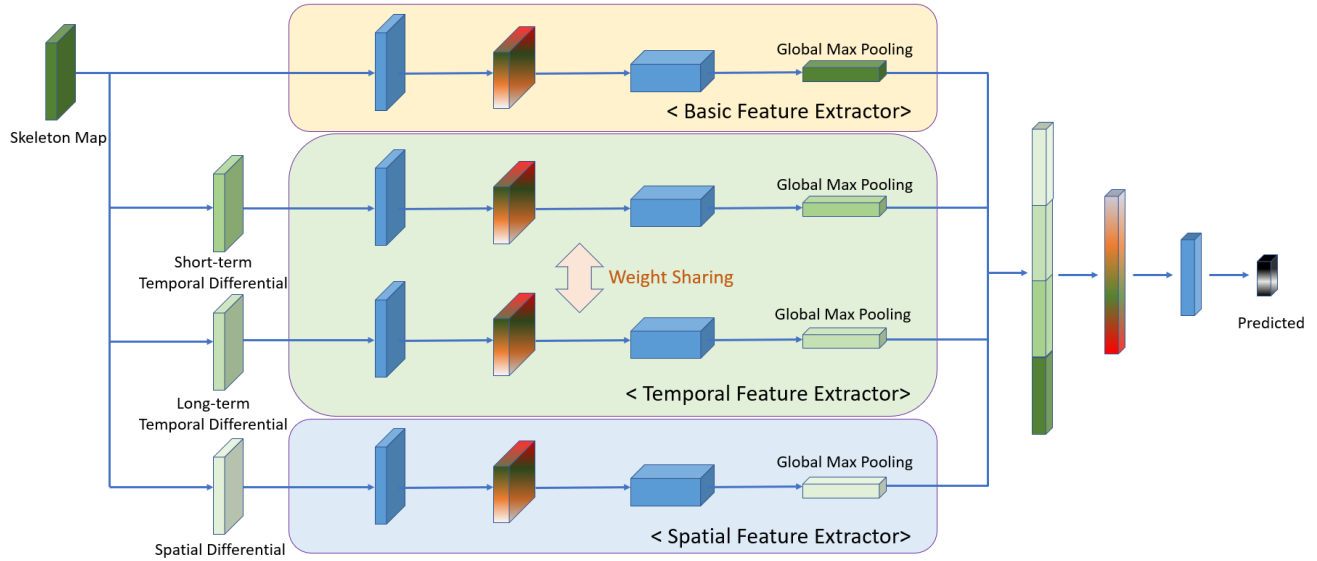 Global Max Pooling
< Basic Feature Extractor>
Skeleton Map
Global Max Pooling
Short-term
Temporal Differential
Weight Sharing
Global Max Pooling
Predicted
< Temporal Feature Extractor>
Long-term
Temporal Differential
Global Max Pooling
< Spatial Feature Extractor>
Spatial Differential